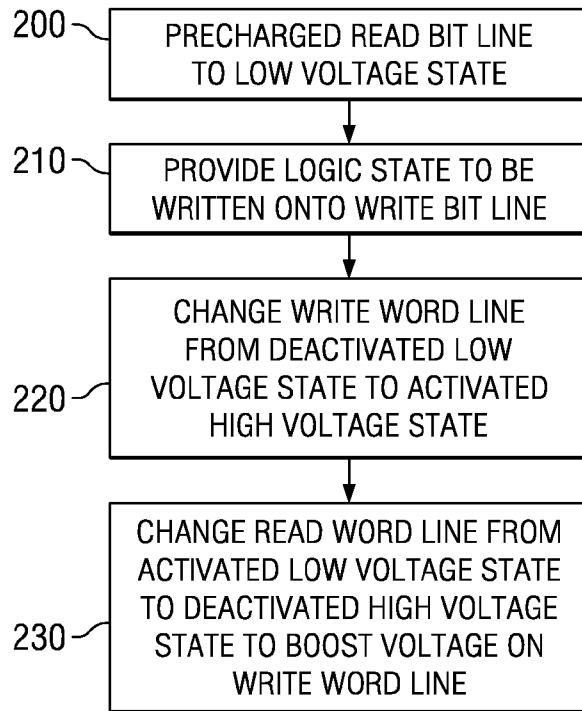 200
PRECHARGED READ BIT LINE
TO LOW VOLTAGE STATE
210
PROVIDE LOGIC STATE TO BE
WRITTEN ONTO WRITE BIT LINE
220
CHANGE WRITE WORD LINE
FROM DEACTIVATED LOW
VOLTAGE STATE TO ACTIVATED
HIGH VOLTAGE STATE
230
CHANGE READ WORD LINE FROM
ACTIVATED LOW VOLTAGE STATE
TO DEACTIVATED HIGH VOLTAGE
STATE TO BOOST VOLTAGE ON
WRITE WORD LINE